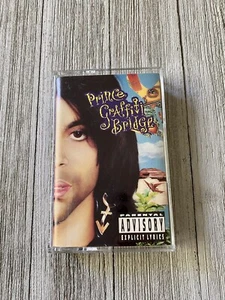 Prince
Graffiti
Bridge
PARENTAL
ADVISORY
EXPLICIT LYRICS